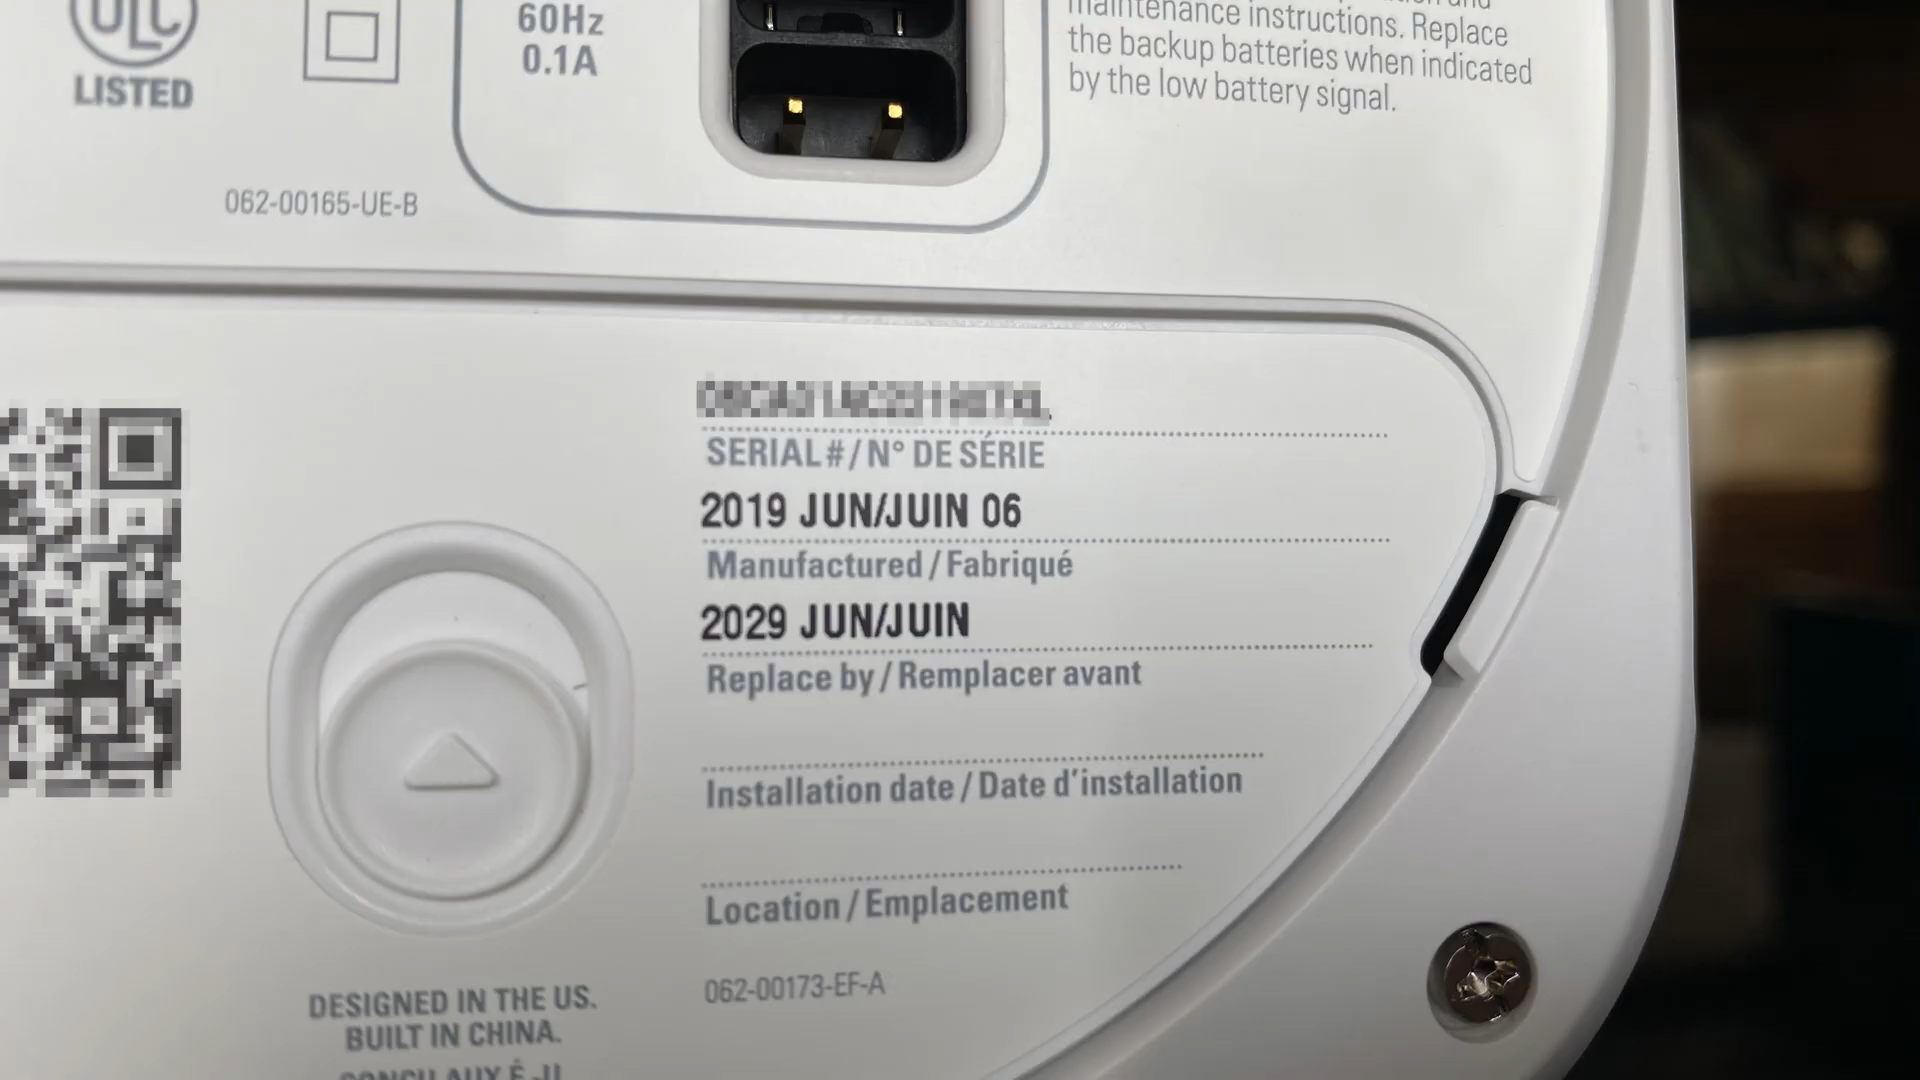 ULC
LISTED
60Hz
0.1A
maintenance instructions. Replace
the backup batteries when indicated
by the low battery signal.
062-00165-UE-B
SERIAL # / N° DE SÉRIE
2019 JUN/JUIN 06
Manufactured / Fabriqué
2029 JUN/JUIN
Replace by / Remplacer avant
Installation date / Date d'installation
Location / Emplacement
062-00173-EF-A
DESIGNED IN THE US.
BUILT IN CHINA.